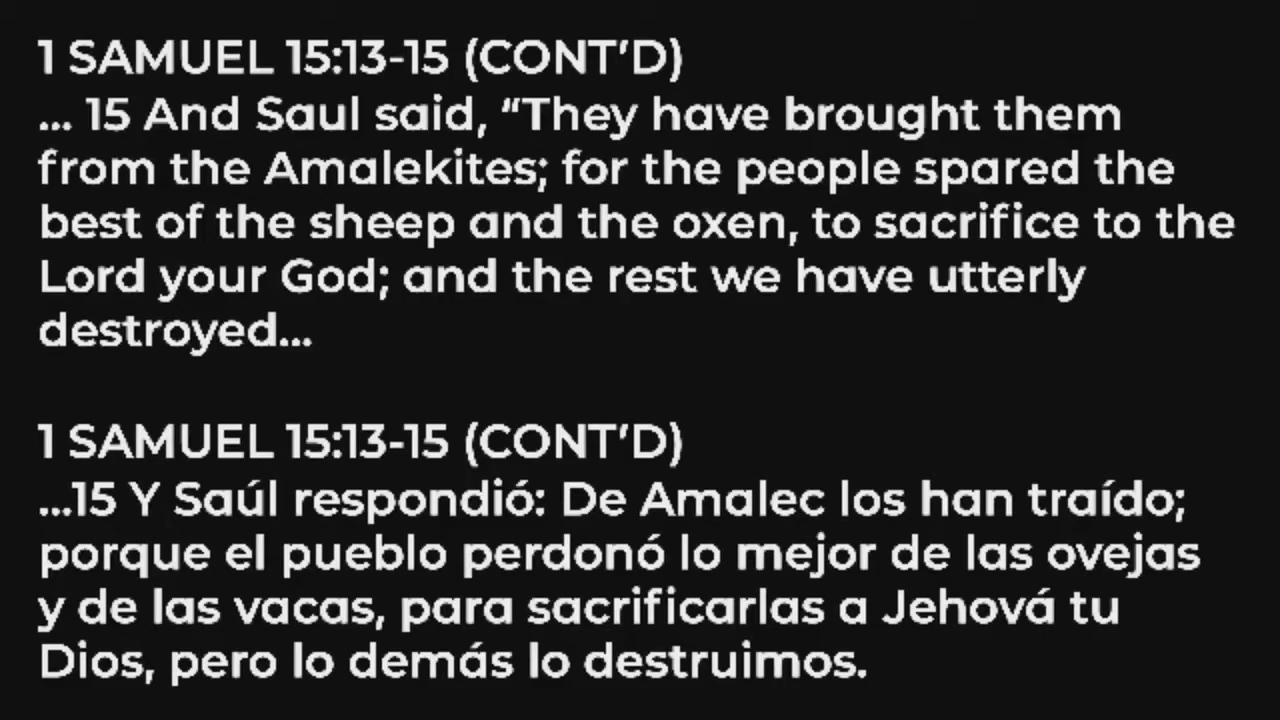 1 SAMUEL 15:13-15 (CONT'D)
... 15 And Saul said, “They have brought them
from the Amalekites; for the people spared the
best of the sheep and the oxen, to sacrifice to the
Lord your God; and the rest we have utterly
destroyed...
1 SAMUEL 15:13-15 (CONT'D)
...15 Y Saúl respondió: De Amalec los han traído;
porque el pueblo perdonó lo mejor de las ovejas
y de las vacas, para sacrificarlas a Jehová tu
Dios, pero lo demás lo destruimos.